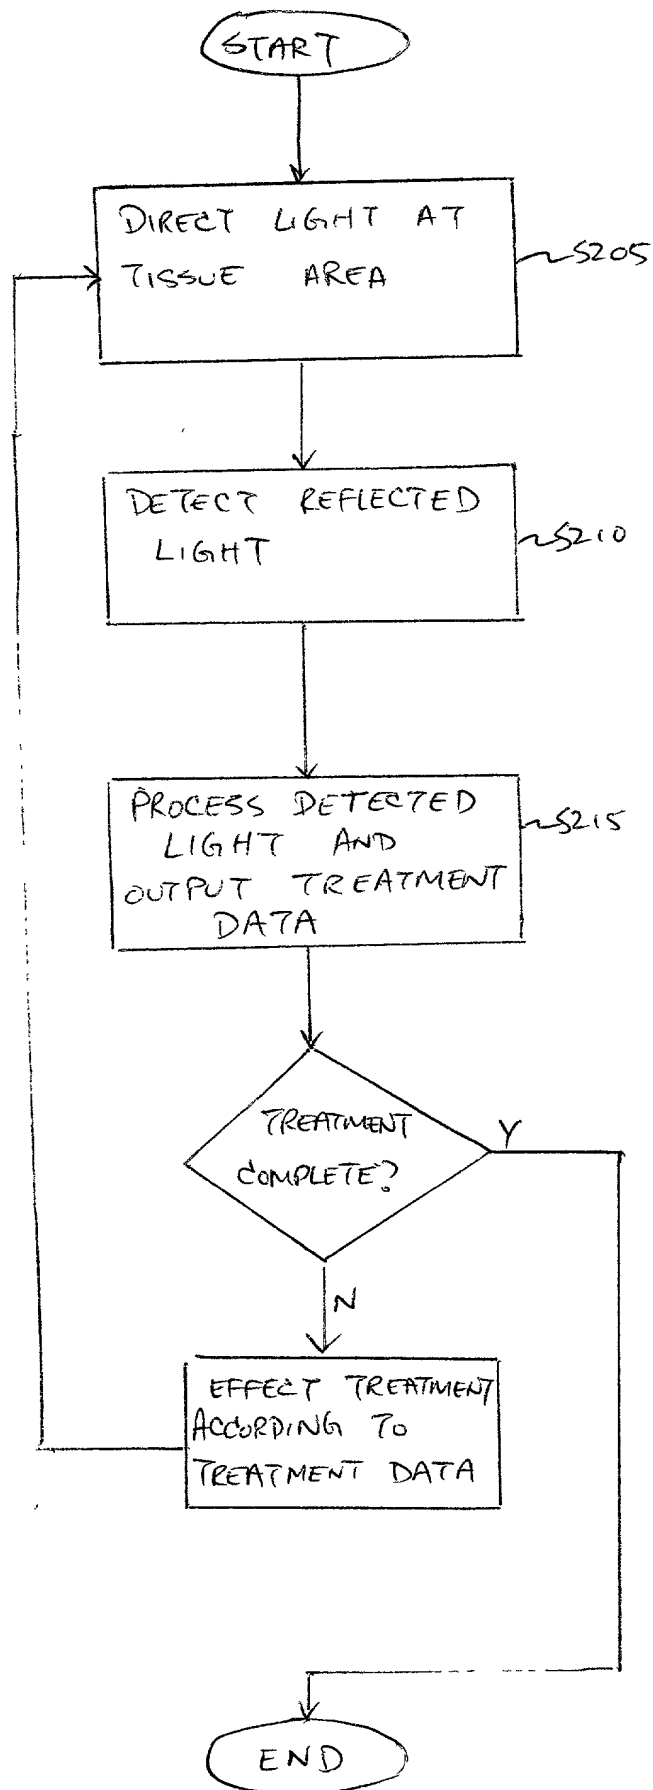 START
DIRECT LIGHT AT
TISSUE AREA
S205
DETECT REFLECTED
LIGHT
S210
PROCESS DETECTED
LIGHT AND
OUTPUT TREATMENT
DATA
S215
TREATMENT
COMPLETE?
Y
N
EFFECT TREATMENT
ACCORDING TO
TREATMENT DATA
END